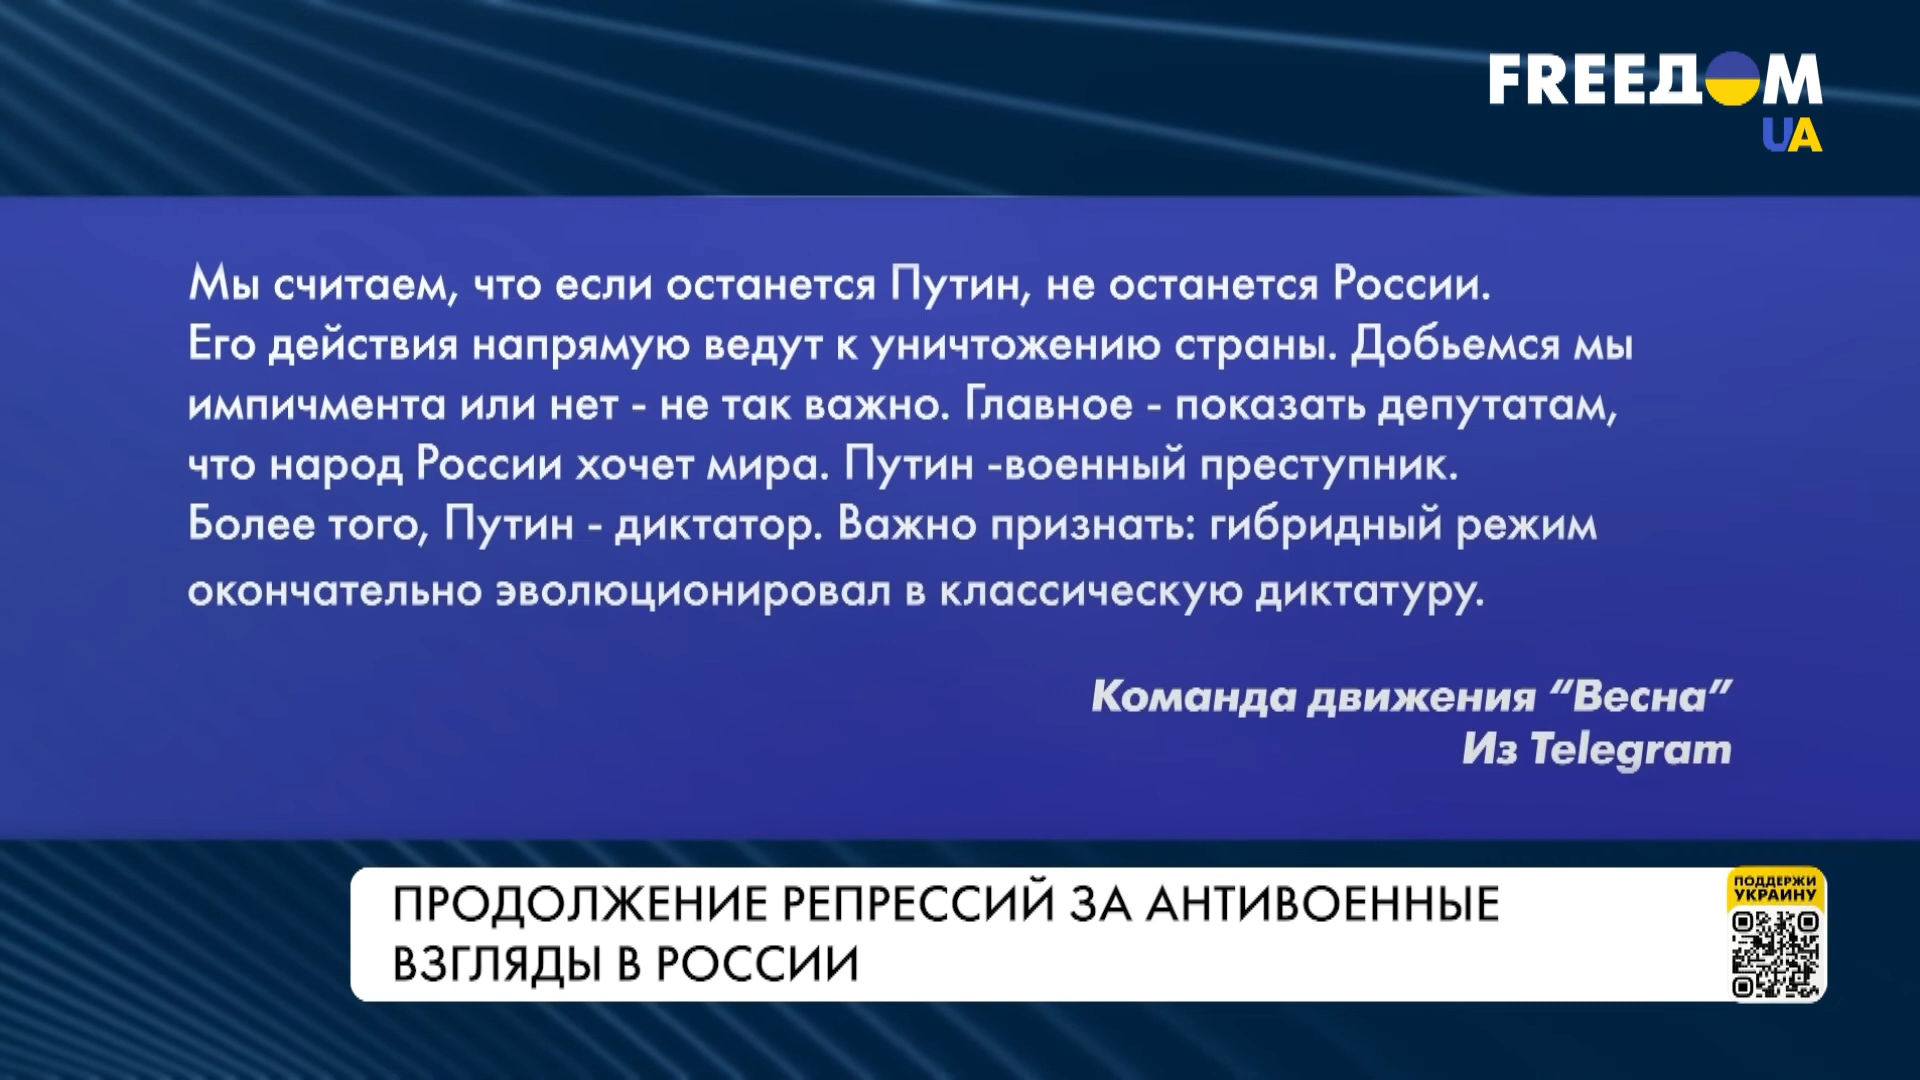 FREEДOM
UA
Мы считаем, что если останется Путин, не останется России.
Его действия напрямую ведут к уничтожению страны. Добьемся мы
импичмента или нет - не так важно. Главное - показать депутатам,
что народ России хочет мира. Путин -военный преступник.
Более того, Путин - диктатор. Важно признать: гибридный режим
окончательно эволюционировал в классическую диктатуру.
Команда движения “Весна”
Из Telegram
ПРОДОЛЖЕНИЕ РЕПРЕССИЙ ЗА АНТИВОЕННЫЕ
ВЗГЛЯДЫ В РОССИИ
ПОДДЕРЖИ
УКРАИНУ